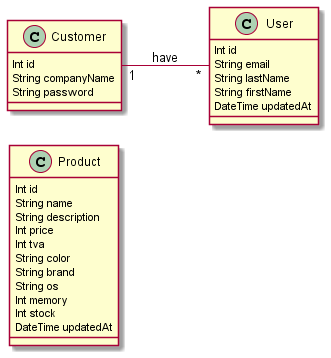 C Customer
Int id
String companyName
String password
have
1
*
C User
Int id
String email
String lastName
String firstName
DateTime updatedAt
C Product
Int id
String name
String description
Int price
Int tva
String color
String brand
String os
Int memory
Int stock
DateTime updatedAt